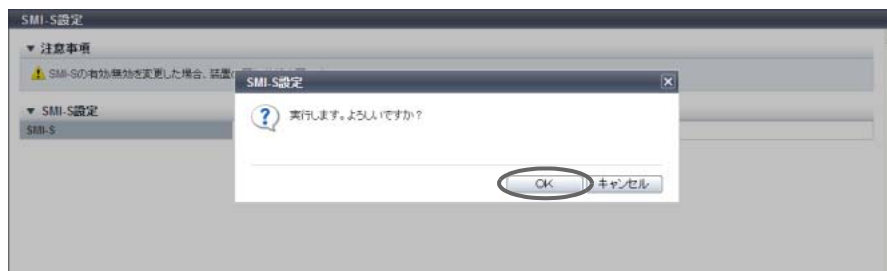 SMI-S設定
▼ 注意事項
SMI-Sの有効/無効を変更した場合、装置
▼ SMI-S設定
SMI-S
SMI-S設定
実行します。よろしいですか?
OK
キャンセル